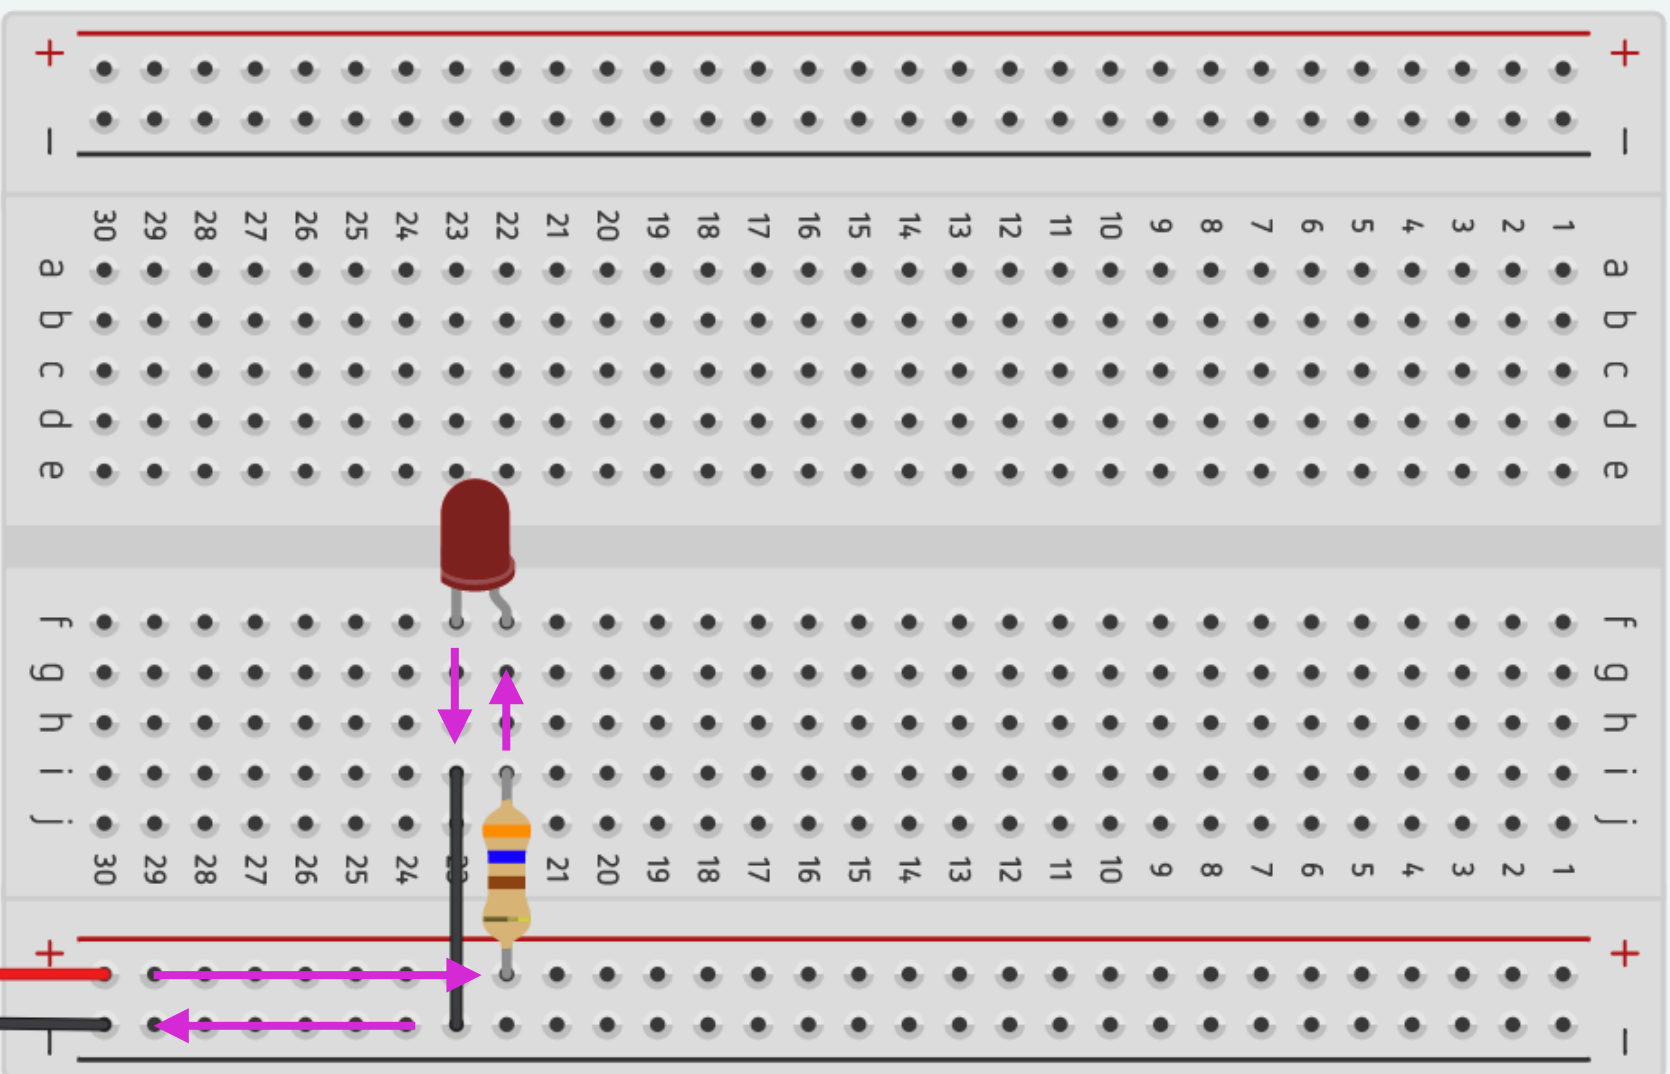 + +
– –
30 29 28 27 26 25 24 23 22 21 20 19 18 17 16 15 14 13 12 11 10 9 8 7 6 5 4 3 2 1
a a
b b
c c
d d
e e
f f
g g
h h
i i
j j
30 29 28 27 26 25 24 21 20 19 18 17 16 15 14 13 12 11 10 9 8 7 6 5 4 3 2 1
+ +
– –